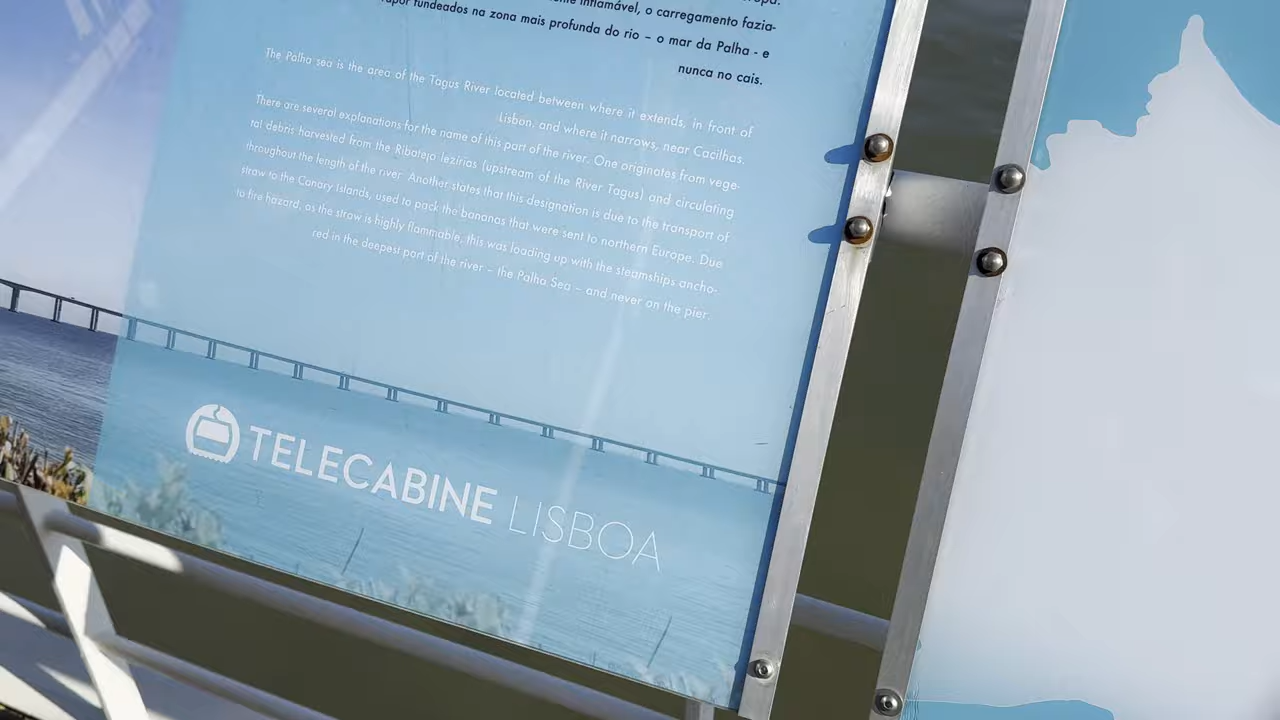 inflamável, o carregamento fazia-
fundeados na zona mais profunda do rio – o mar da Palha - e
nunca no cais.
The Palha sea is the area of the Tagus River located between where it extends, in front of
Lisbon, and where it narrows, near Cacilhas.
There are several explanations for the name of this part of the river. One originates from vege-
tal debris harvested from the Ribatejo lezírias (upstream of the River Tagus) and circulating
throughout the length of the river. Another states that this designation is due to the transport of
straw to the Canary Islands, used to pack the bananas that were sent to northern Europe. Due
to fire hazard, as the straw is highly flammable, this was loading up with the steamships ancho-
red in the deepest part of the river – the Palha Sea – and never on the pier.
TELECABINE LISBOA